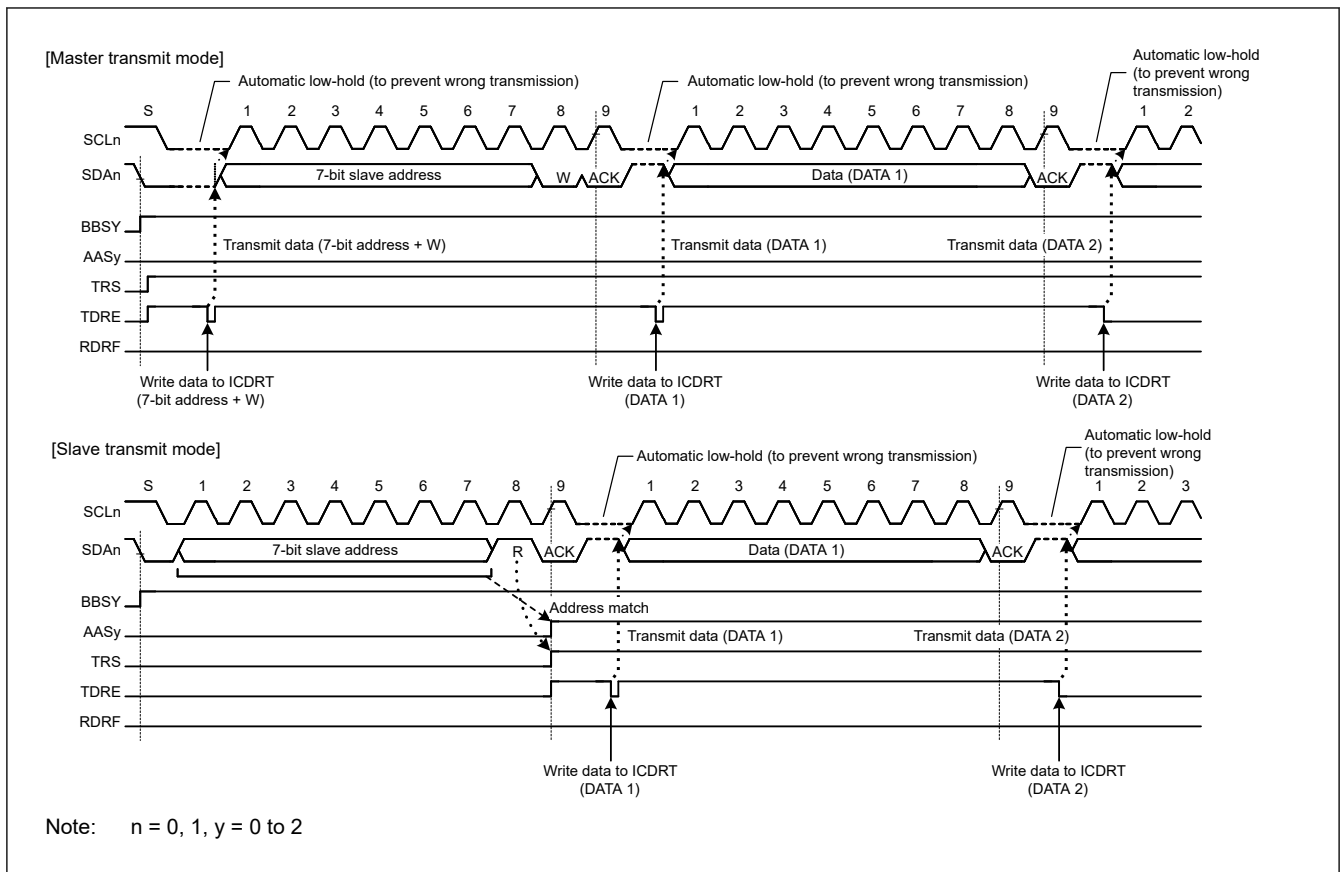 [Master transmit mode]
Automatic low-hold (to prevent wrong transmission)
Automatic low-hold (to prevent wrong transmission)
Automatic low-hold
(to prevent wrong
transmission)
S 1 2 3 4 5 6 7 8 9 1 2 3 4 5 6 7 8 9 1 2
SCLn
SDAn 7-bit slave address W ACK Data (DATA 1) ACK
BBSY
Transmit data (7-bit address + W) Transmit data (DATA 1) Transmit data (DATA 2)
AASy
TRS
TDRE
RDRF
Write data to ICDRT
(7-bit address + W)
Write data to ICDRT
(DATA 1)
Write data to ICDRT
(DATA 2)
[Slave transmit mode]
Automatic low-hold (to prevent wrong transmission)
Automatic low-hold
(to prevent wrong
transmission)
S 1 2 3 4 5 6 7 8 9 1 2 3 4 5 6 7 8 9 1 2 3
SCLn
SDAn 7-bit slave address R ACK Data (DATA 1) ACK
BBSY
Address match
AASy
Transmit data (DATA 1) Transmit data (DATA 2)
TRS
TDRE
RDRF
Write data to ICDRT
(DATA 1)
Write data to ICDRT
(DATA 2)
Note: n = 0, 1, y = 0 to 2